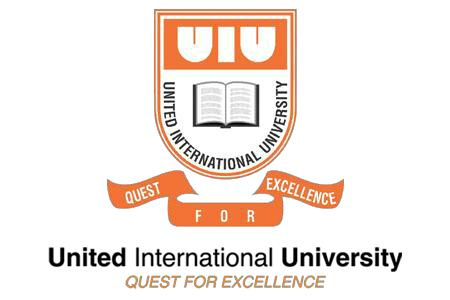 UIU
UNITED INTERNATIONAL UNIVERSITY
QUEST FOR EXCELLENCE
United International University
QUEST FOR EXCELLENCE